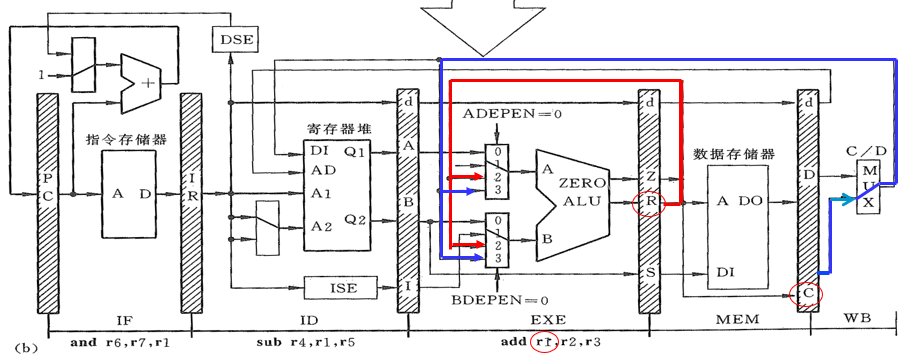 DSE
1
+
指令存储器
A D
P
C
I
R
寄存器堆
DI
AD
A1
A2
Q1
Q2
ISE
d
A
B
I
ADEPEN=0
0
1
2
3
A
B
ZERO
ALU
0
1
2
3
BDEPEN=0
d
Z
R
S
数据存储器
A DO
DI
d
D
C
C/D
MUX
IF
ID
EXE
MEM
WB
(b)
and r6,r7,r1
sub r4,r1,r5
add r1,r2,r3